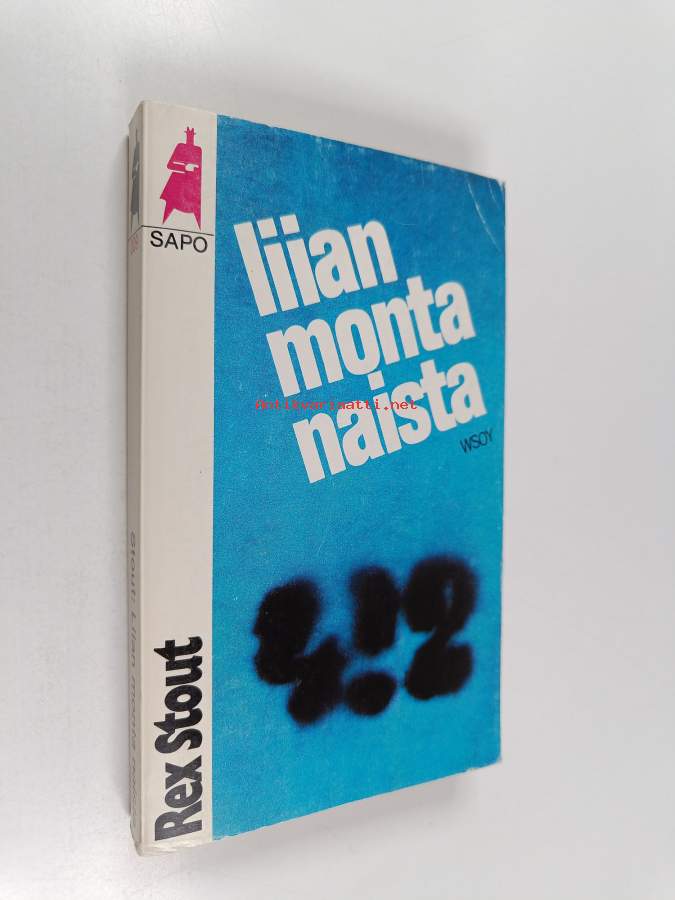 SAPO
liian
monta
naista
WSOY
Antikvariaatti.net
Rex Stout
Stout: Liian monta naista